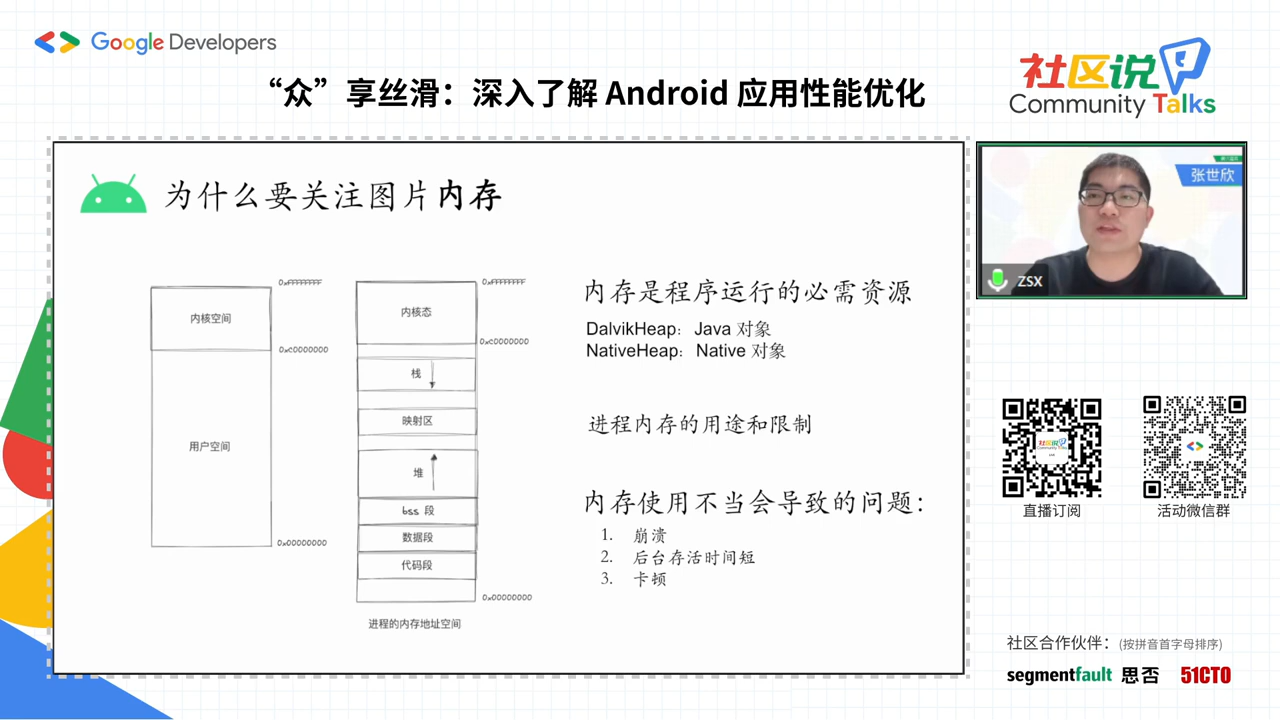 Google Developers
“众”享丝滑：深入了解 Android 应用性能优化
社区说
Community Talks
为什么要关注图片内存
0xFFFFFFFF
内核空间
0xC0000000
用户空间
0x00000000
0xFFFFFFFF
内核态
0xC0000000
栈
映射区
堆
bss 段
数据段
代码段
0x00000000
进程的内存地址空间
内存是程序运行的必需资源
DalvikHeap：Java 对象
NativeHeap：Native 对象
进程内存的用途和限制
内存使用不当会导致的问题：
1. 崩溃
2. 后台存活时间短
3. 卡顿
张世欣
ZSX
直播订阅
活动微信群
社区合作伙伴：(按拼音首字母排序)
segmentfault 思否 51CTO